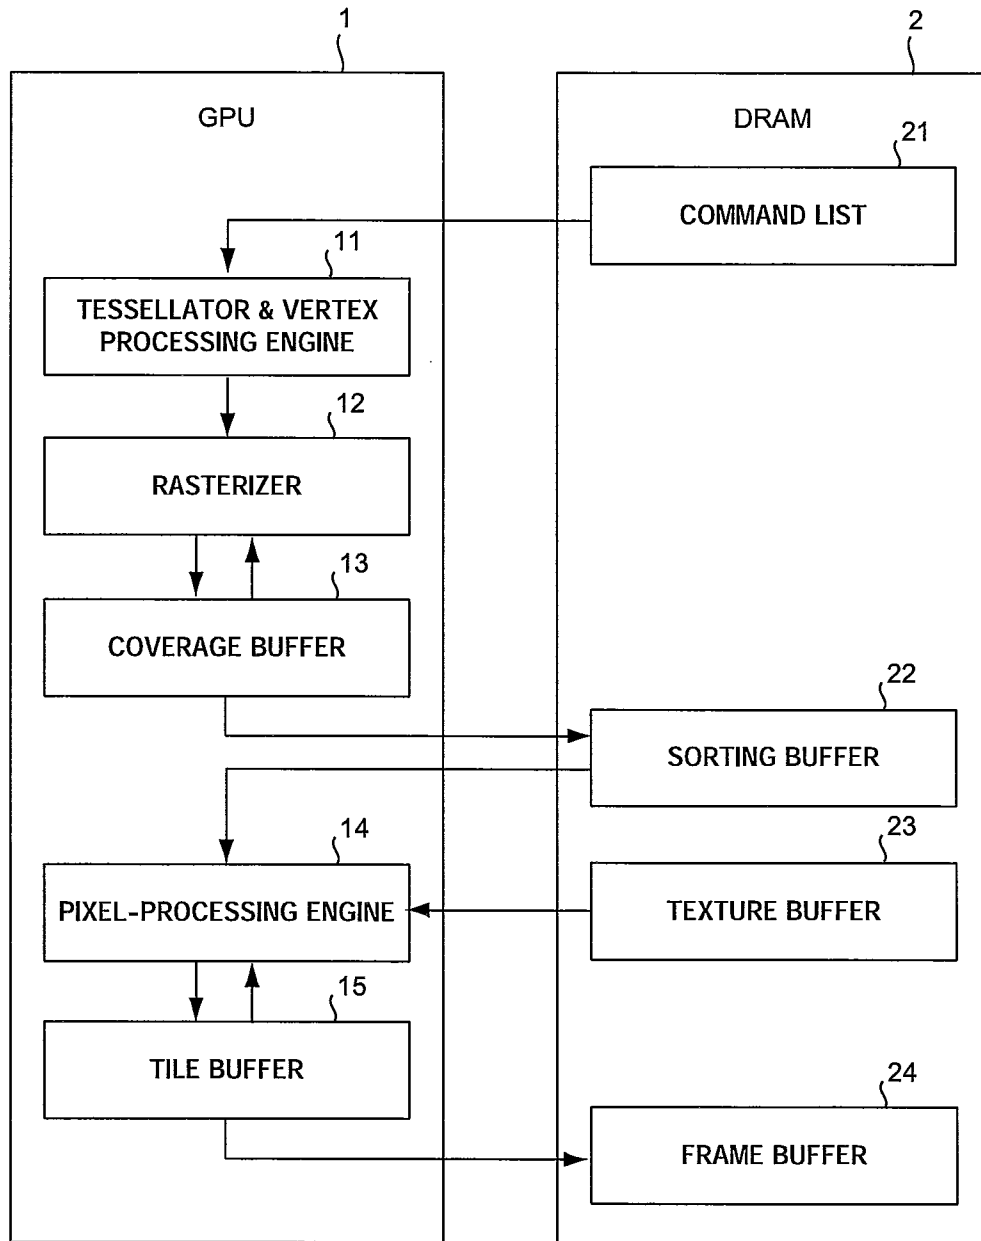 1
2
GPU
DRAM
21
COMMAND LIST
11
TESSELLATOR & VERTEX
PROCESSING ENGINE
12
RASTERIZER
13
COVERAGE BUFFER
22
SORTING BUFFER
14
PIXEL-PROCESSING ENGINE
23
TEXTURE BUFFER
15
TILE BUFFER
24
FRAME BUFFER